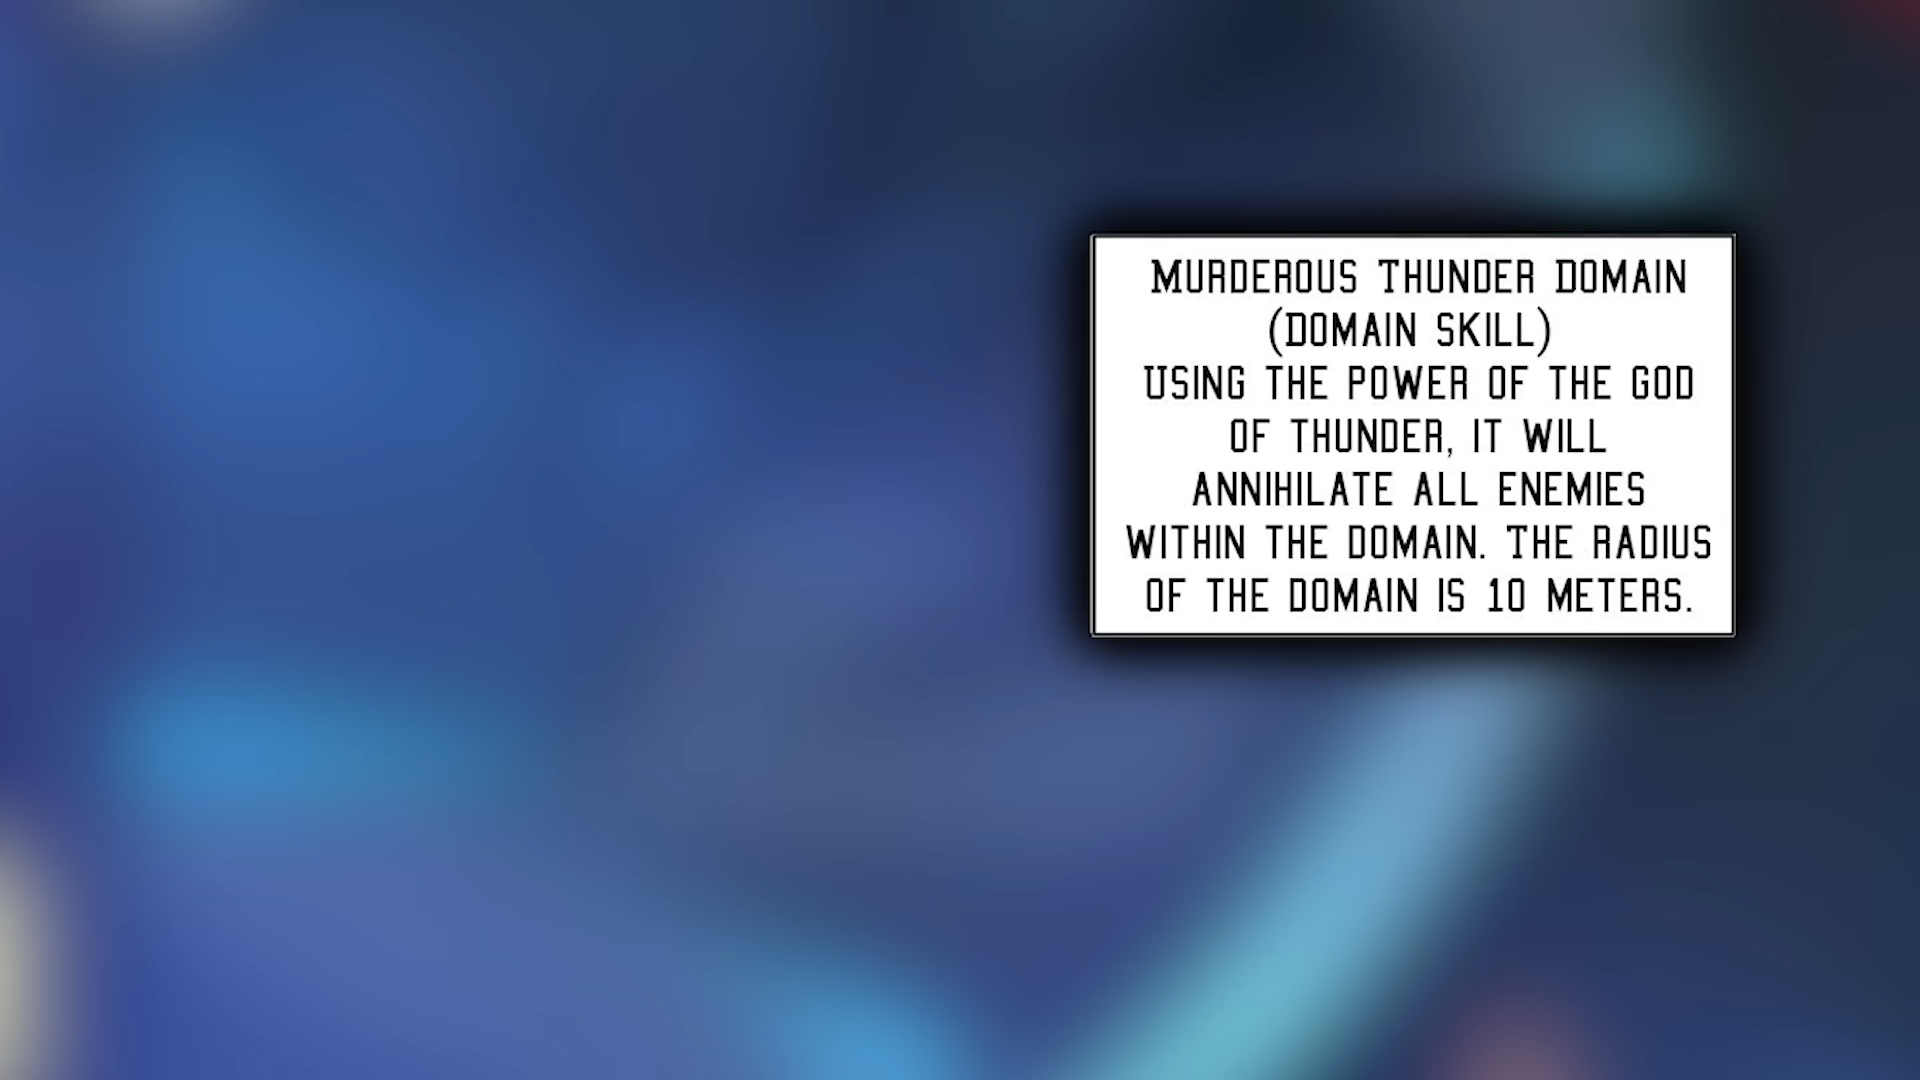 MURDEROUS THUNDER DOMAIN
(DOMAIN SKILL)
USING THE POWER OF THE GOD
OF THUNDER, IT WILL
ANNIHILATE ALL ENEMIES
WITHIN THE DOMAIN. THE RADIUS
OF THE DOMAIN IS 10 METERS.